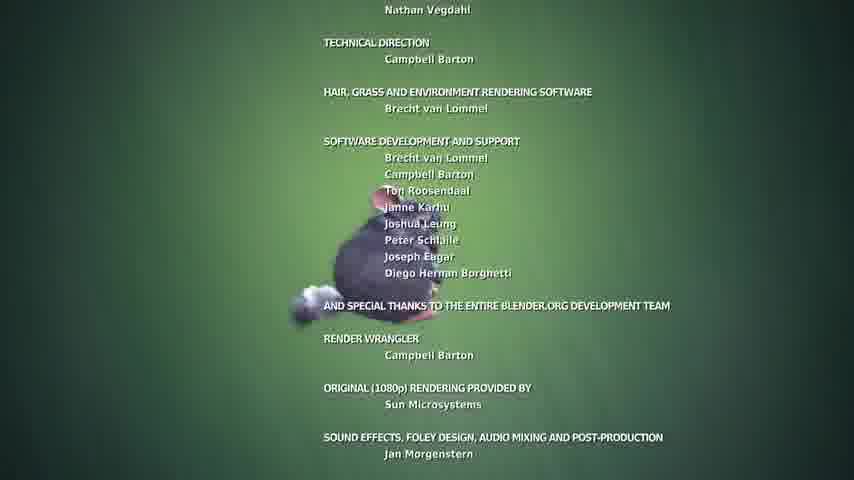 Nathan Vegdahl
TECHNICAL DIRECTION
Campbell Barton
HAIR, GRASS AND ENVIRONMENT RENDERING SOFTWARE
Brecht van Lommel
SOFTWARE DEVELOPMENT AND SUPPORT
Brecht van Lommel
Campbell Barton
Ton Roosendaal
Janne Karhu
Joshua Leung
Peter Schlaile
Joseph Eagar
Diego Hernan Borghetti
AND SPECIAL THANKS TO THE ENTIRE BLENDER.ORG DEVELOPMENT TEAM
RENDER WRANGLER
Campbell Barton
ORIGINAL (1080p) RENDERING PROVIDED BY
Sun Microsystems
SOUND EFFECTS, FOLEY DESIGN, AUDIO MIXING AND POST-PRODUCTION
Jan Morgenstern